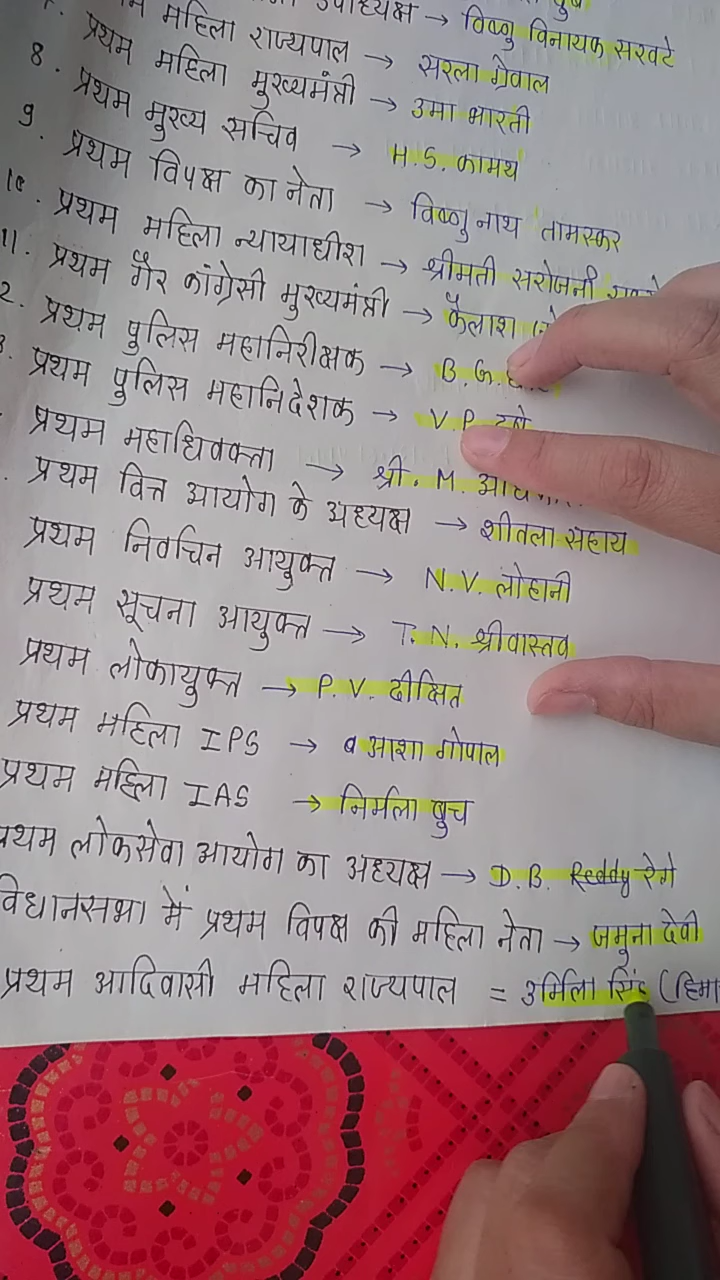 उपाध्यक्ष → विष्णु विनायक सरवटे
महिला राज्यपाल → सरला ग्रेवाल
8. प्रथम महिला मुख्यमंत्री → उमा भारती
9. प्रथम मुख्य सचिव → H.S. कामथ
10. प्रथम विपक्ष का नेता → विष्णु नाथ तामस्कर
11. प्रथम महिला न्यायाधीश → श्रीमती सरोजनी
2. प्रथम गैर कांग्रेसी मुख्यमंत्री → कैलाश
3. प्रथम पुलिस महानिरीक्षक → B.G.
प्रथम पुलिस महानिदेशक → V.P.
प्रथम महाधिवक्ता → श्री. M.
प्रथम वित्त आयोग के अध्यक्ष → शीतला सहाय
प्रथम निर्वाचन आयुक्त → N.V. लोहानी
प्रथम सूचना आयुक्त → T.N. श्रीवास्तव
प्रथम लोकायुक्त → P.V. दीक्षित
प्रथम महिला IPS → आशा गोपाल
प्रथम महिला IAS → निर्मला बुच
प्रथम लोकसेवा आयोग का अध्यक्ष → D.B. Reddy रेगे
विधानसभा में प्रथम विपक्ष की महिला नेता → जमुना देवी
प्रथम आदिवासी महिला राज्यपाल = उर्मिला सिंह